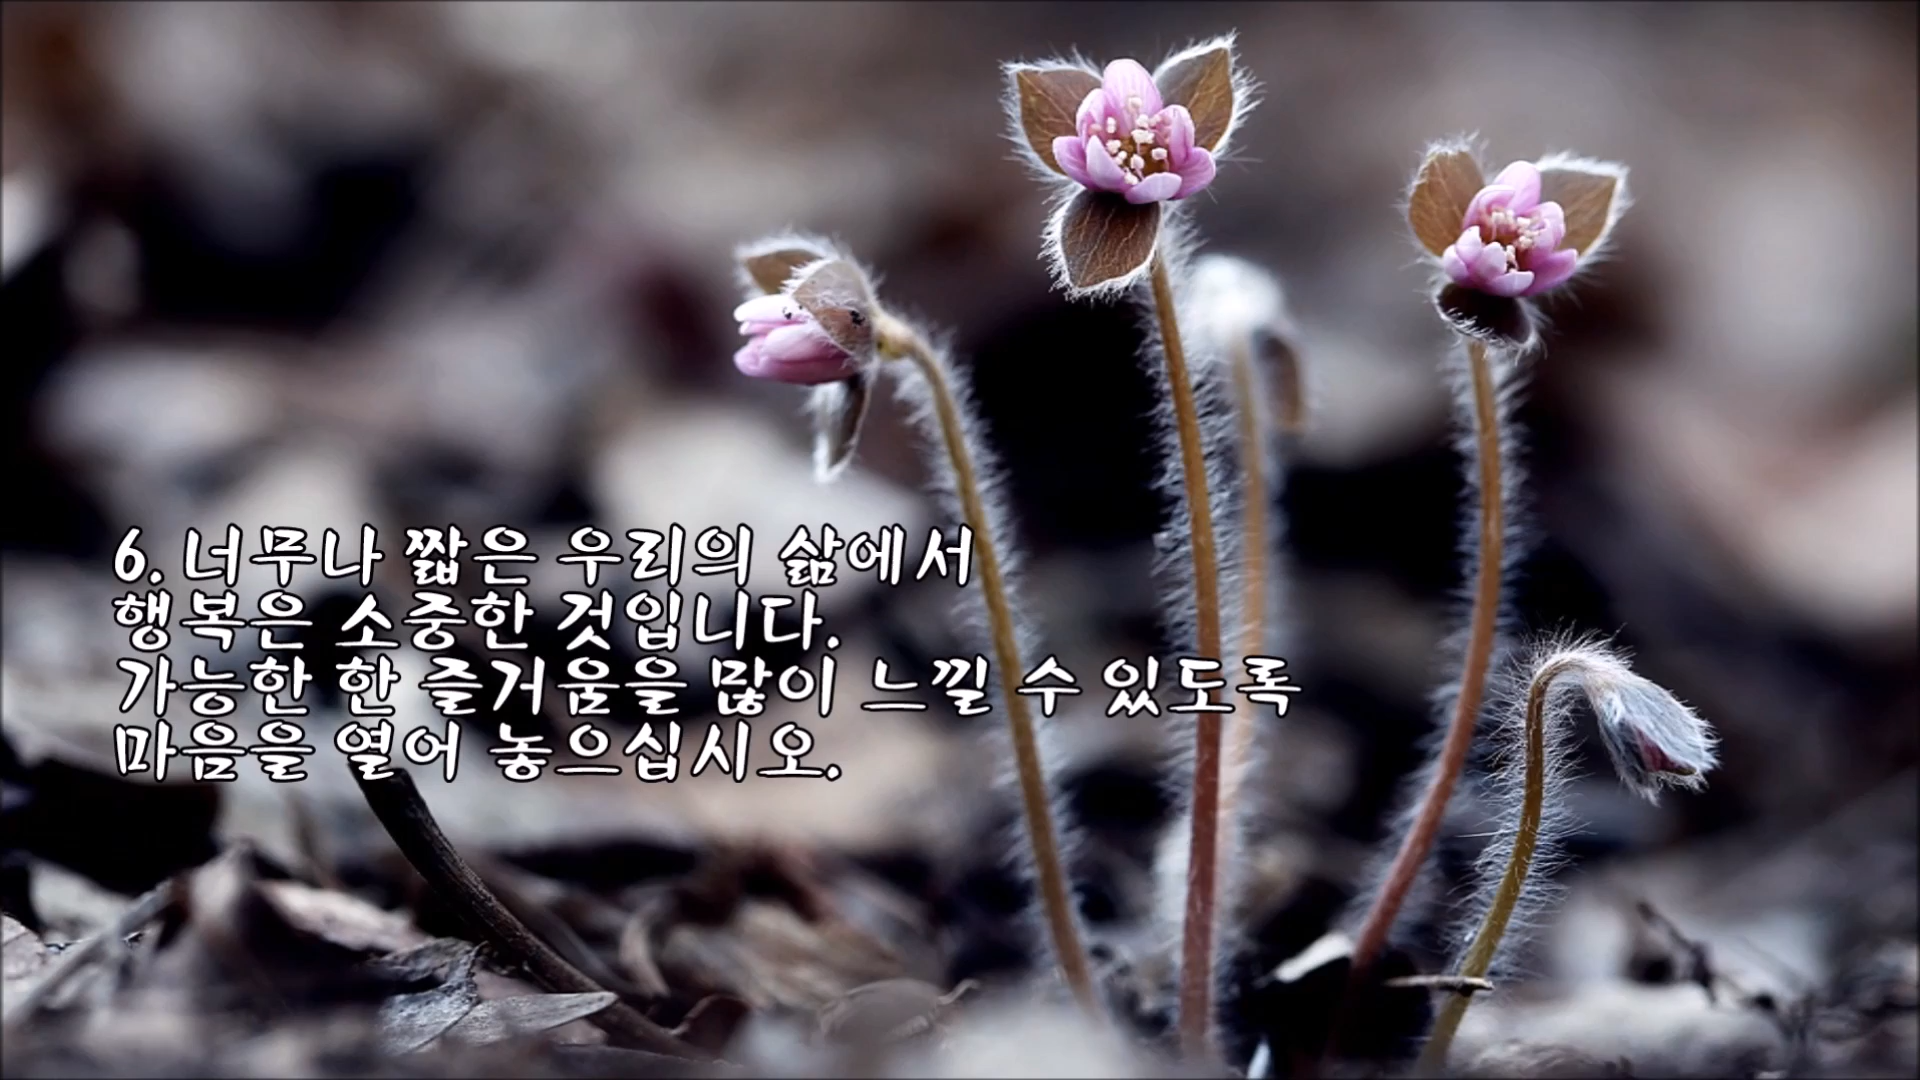 6. 너무나 짧은 우리의 삶에서
행복은 소중한 것입니다.
가능한 한 즐거움을 많이 느낄 수 있도록
마음을 열어 놓으십시오.